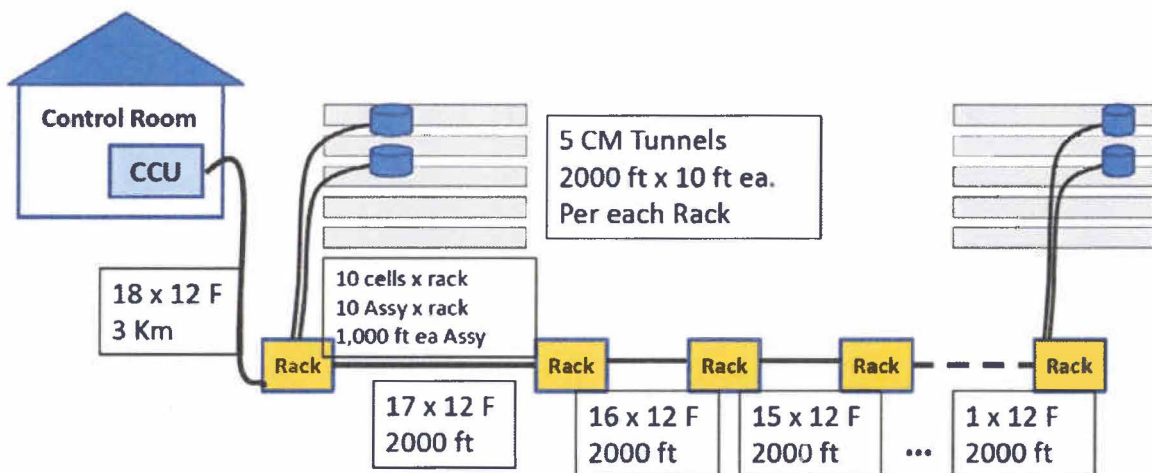 Control Room
CCU
5 CM Tunnels
2000 ft x 10 ft ea.
Per each Rack
18 x 12 F
3 Km
10 cells x rack
10 Assy x rack
1,000 ft ea Assy
Rack
Rack
Rack
Rack
Rack
17 x 12 F
2000 ft
16 x 12 F
2000 ft
15 x 12 F
2000 ft
...
1 x 12 F
2000 ft